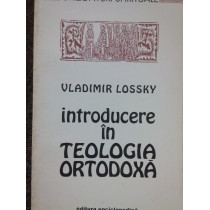 VLADIMIR LOSSKY
introducere
în
TEOLOGIA
ORTODOXĂ
editura enciclopedică